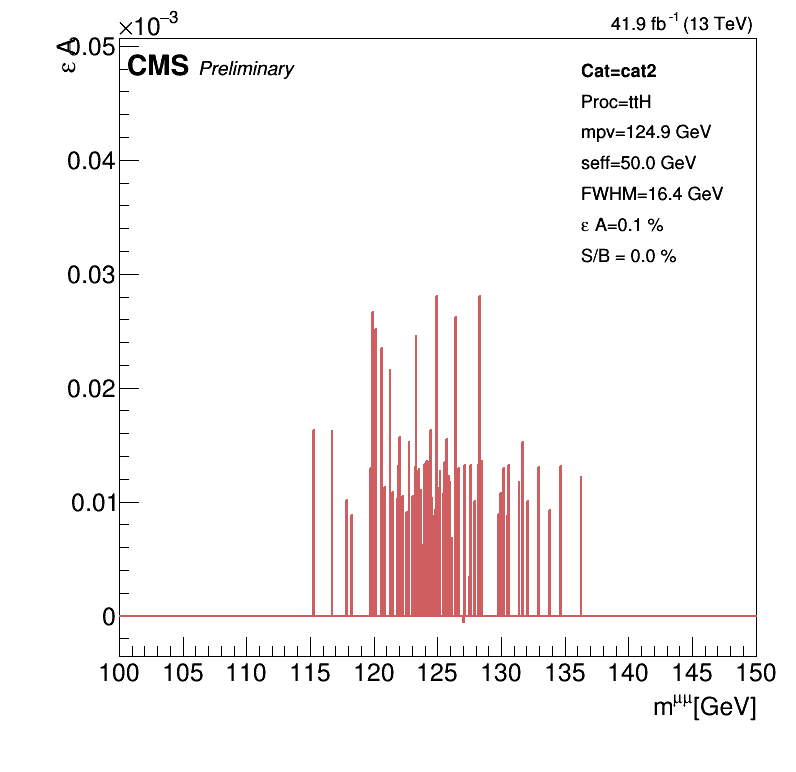 ×10⁻³
41.9 fb⁻¹ (13 TeV)
ε A
CMS Preliminary
Cat=cat2
Proc=ttH
mpv=124.9 GeV
seff=50.0 GeV
FWHM=16.4 GeV
ε A=0.1 %
S/B = 0.0 %
0.05
0.04
0.03
0.02
0.01
0
100 105 110 115 120 125 130 135 140 145 150
m^μμ[GeV]